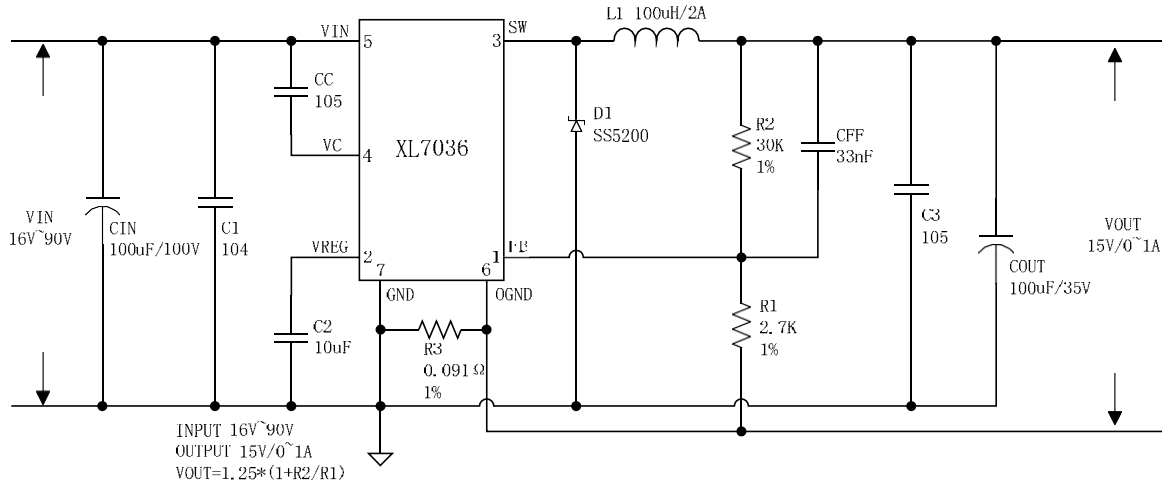 L1 100uH/2A
VIN
5
3
SW
CC
105
VC
4
XL7036
D1
SS5200
R2
30K
1%
CFF
33nF
VIN
16V~90V
CIN
100uF/100V
C1
104
VREG
2
7
GND
1
6
OGND
C3
105
VOUT
15V/0~1A
COUT
100uF/35V
C2
10uF
R3
0.091Ω
1%
R1
2.7K
1%
INPUT 16V~90V
OUTPUT 15V/0~1A
VOUT=1.25*(1+R2/R1)